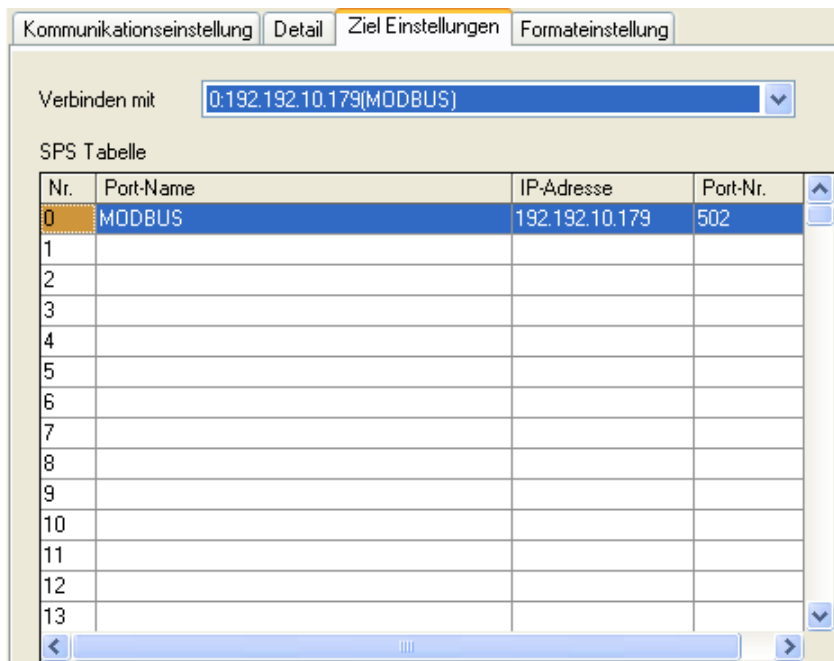 Kommunikationseinstellung Detail Ziel Einstellungen Formateinstellung
Verbinden mit 0:192.192.10.179(MODBUS)
SPS Tabelle
Nr. Port-Name IP-Adresse Port-Nr.
0 MODBUS 192.192.10.179 502
1
2
3
4
5
6
7
8
9
10
11
12
13